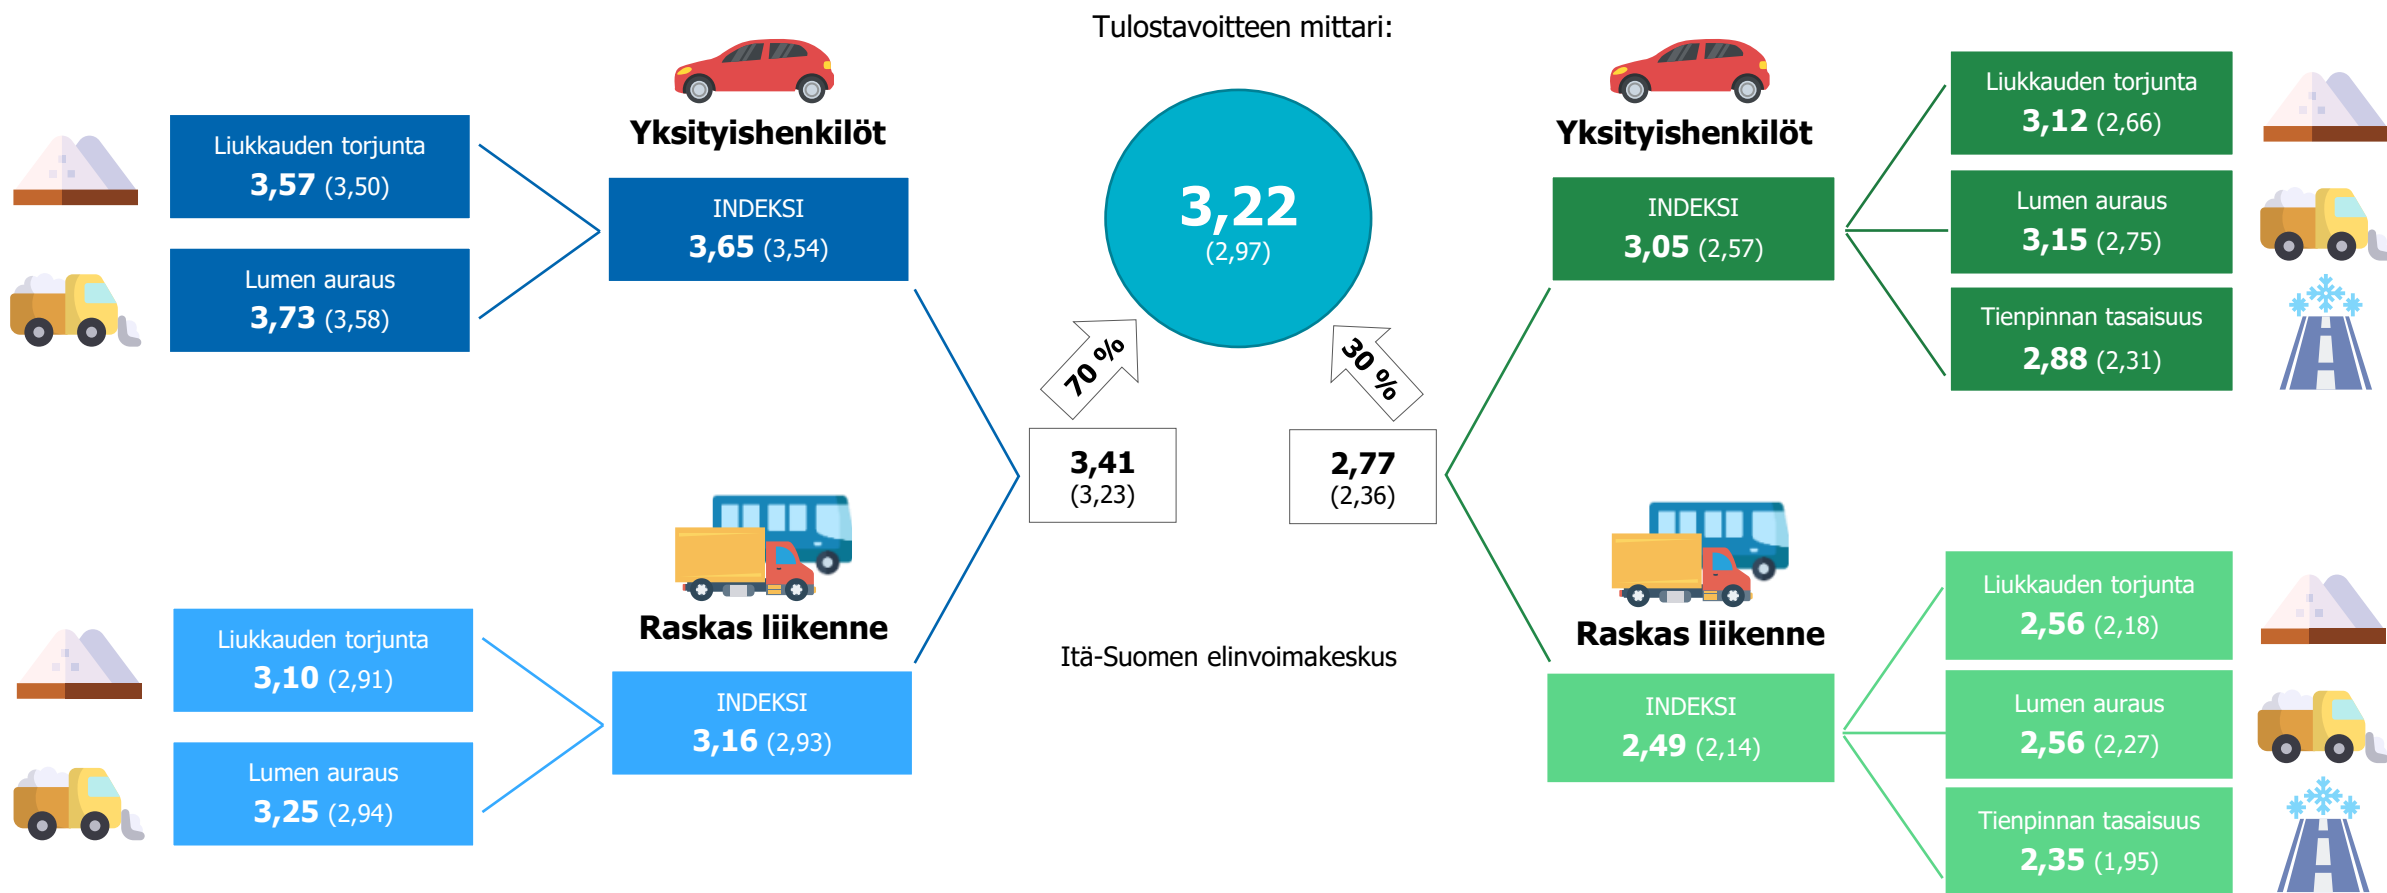 Tulostavoitteen mittari:
Yksityishenkilöt
Liukkauden torjunta
3,57 (3,50)
Lumen auraus
3,73 (3,58)
INDEKSI
3,65 (3,54)
Raskas liikenne
Liukkauden torjunta
3,10 (2,91)
Lumen auraus
3,25 (2,94)
INDEKSI
3,16 (2,93)
3,22
(2,97)
70 %
30 %
3,41
(3,23)
2,77
(2,36)
Itä-Suomen elinvoimakeskus
Yksityishenkilöt
INDEKSI
3,05 (2,57)
Liukkauden torjunta
3,12 (2,66)
Lumen auraus
3,15 (2,75)
Tienpinnan tasaisuus
2,88 (2,31)
Raskas liikenne
INDEKSI
2,49 (2,14)
Liukkauden torjunta
2,56 (2,18)
Lumen auraus
2,56 (2,27)
Tienpinnan tasaisuus
2,35 (1,95)